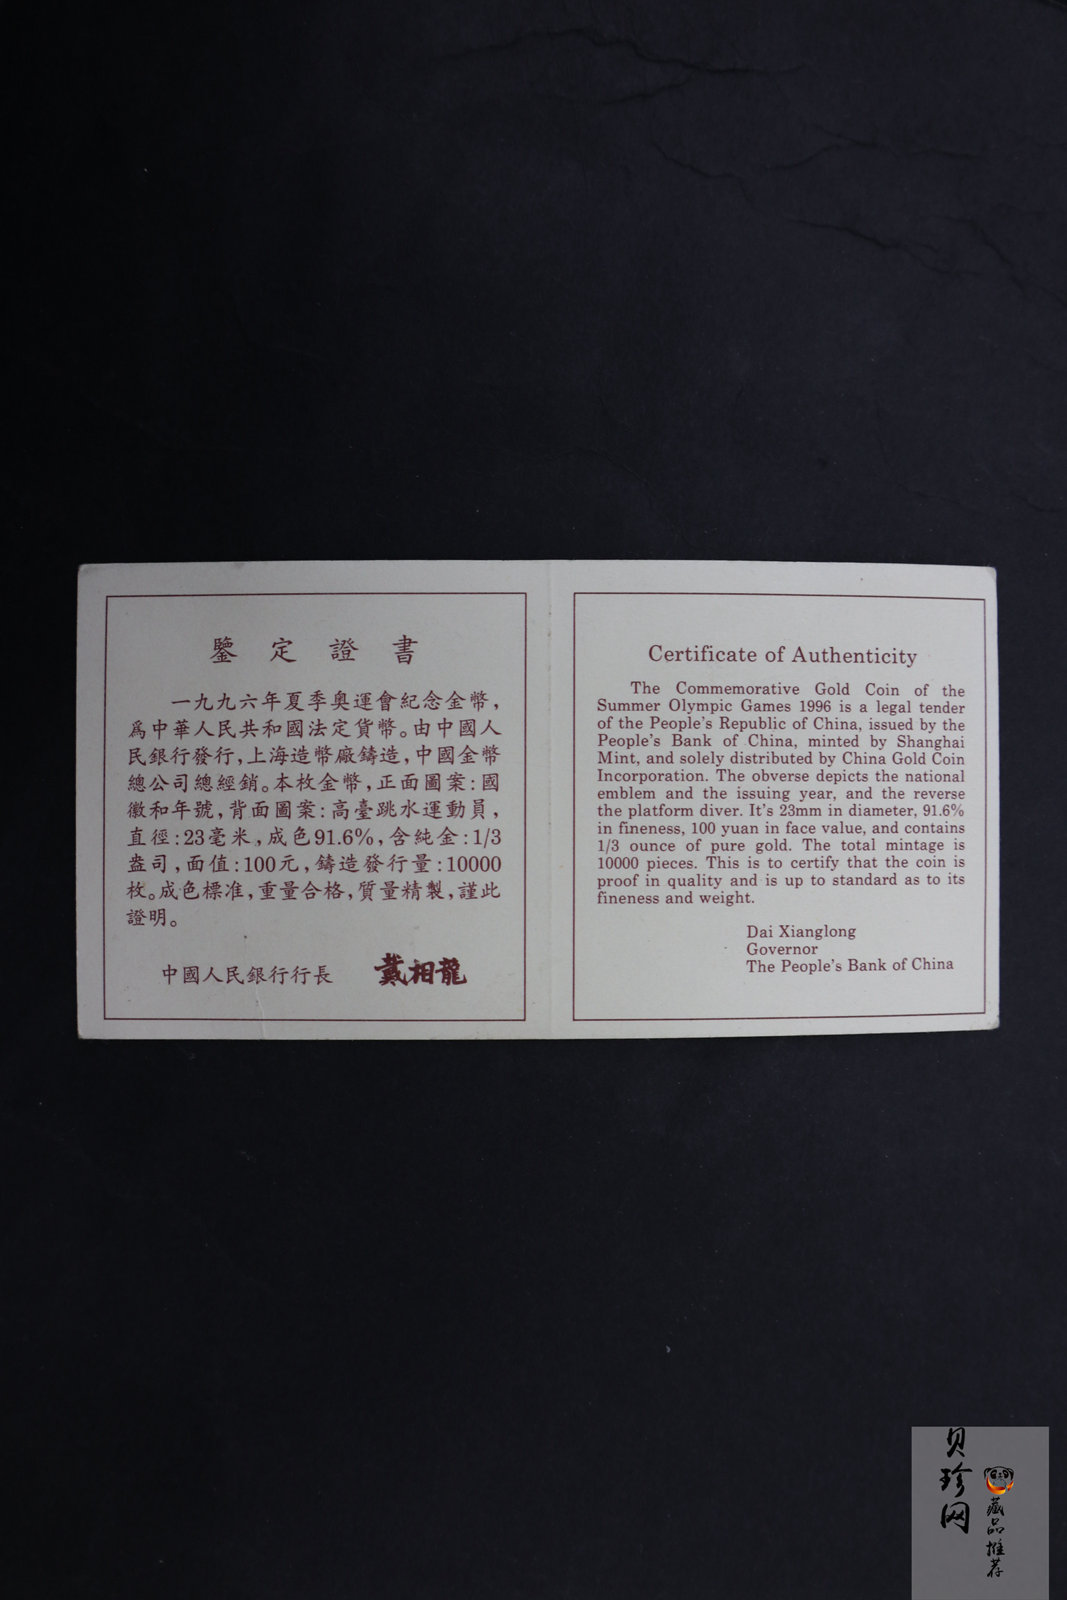 鑒定證書
一九九六年夏季奧運會紀念金幣，
爲中華人民共和國法定貨幣。由中國人
民銀行發行，上海造幣廠鑄造，中國金幣
總公司總經銷。本枚金幣，正面圖案：國
徽和年號，背面圖案：高臺跳水運動員，
直徑：23毫米，成色91.6%，含純金：1/3
盎司，面值：100元，鑄造發行量：10000
枚。成色標准，重量合格，質量精製，謹此
證明。
中國人民銀行行長 戴相龍
Certificate of Authenticity
The Commemorative Gold Coin of the
Summer Olympic Games 1996 is a legal tender
of the People's Republic of China, issued by the
People's Bank of China, minted by Shanghai
Mint, and solely distributed by China Gold Coin
Incorporation. The obverse depicts the national
emblem and the issuing year, and the reverse
the platform diver. It's 23mm in diameter, 91.6%
in fineness, 100 yuan in face value, and contains
1/3 ounce of pure gold. The total mintage is
10000 pieces. This is to certify that the coin is
proof in quality and is up to standard as to its
fineness and weight.
Dai Xianglong
Governor
The People's Bank of China
贝珍网
藏品推荐